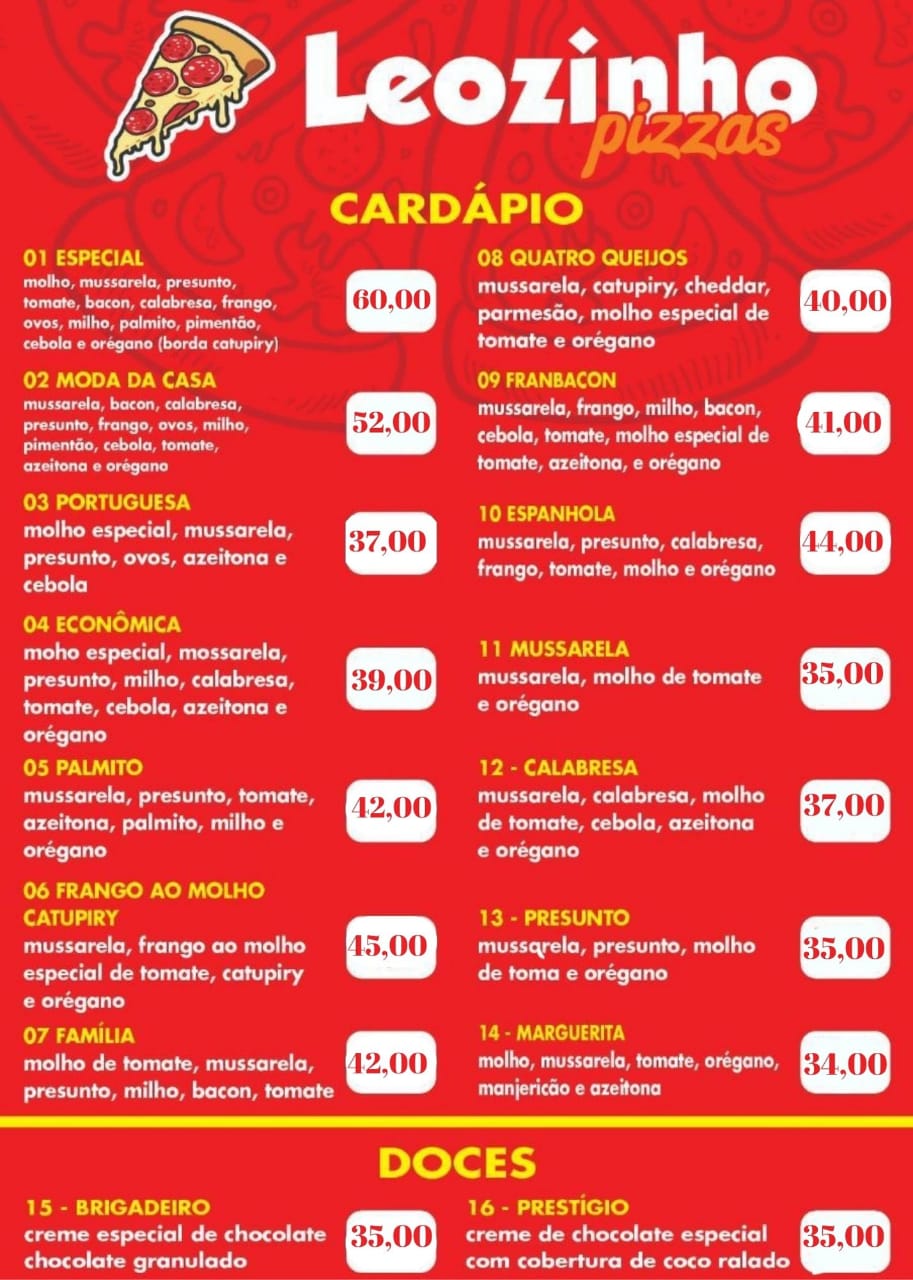 Leozinho
pizzas
CARDÁPIO
01 ESPECIAL
molho, mussarela, presunto,
tomate, bacon, calabresa, frango,
ovos, milho, palmito, pimentão,
cebola e orégano (borda catupiry)
60,00
02 MODA DA CASA
mussarela, bacon, calabresa,
presunto, frango, ovos, milho,
pimentão, cebola, tomate,
azeitona e orégano
52,00
03 PORTUGUESA
molho especial, mussarela,
presunto, ovos, azeitona e
cebola
37,00
04 ECONÔMICA
moho especial, mossarela,
presunto, milho, calabresa,
tomate, cebola, azeitona e
orégano
39,00
05 PALMITO
mussarela, presunto, tomate,
azeitona, palmito, milho e
orégano
42,00
06 FRANGO AO MOLHO
CATUPIRY
mussarela, frango ao molho
especial de tomate, catupiry
e orégano
45,00
07 FAMÍLIA
molho de tomate, mussarela,
presunto, milho, bacon, tomate
42,00
08 QUATRO QUEIJOS
mussarela, catupiry, cheddar,
parmesão, molho especial de
tomate e orégano
40,00
09 FRANBACON
mussarela, frango, milho, bacon,
cebola, tomate, molho especial de
tomate, azeitona, e orégano
41,00
10 ESPANHOLA
mussarela, presunto, calabresa,
frango, tomate, molho e orégano
44,00
11 MUSSARELA
mussarela, molho de tomate
e orégano
35,00
12 - CALABRESA
mussarela, calabresa, molho
de tomate, cebola, azeitona
e orégano
37,00
13 - PRESUNTO
mussarela, presunto, molho
de toma e orégano
35,00
14 - MARGUERITA
molho, mussarela, tomate, orégano,
manjericão e azeitona
34,00
DOCES
15 - BRIGADEIRO
creme especial de chocolate
chocolate granulado
35,00
16 - PRESTÍGIO
creme de chocolate especial
com cobertura de coco ralado
35,00